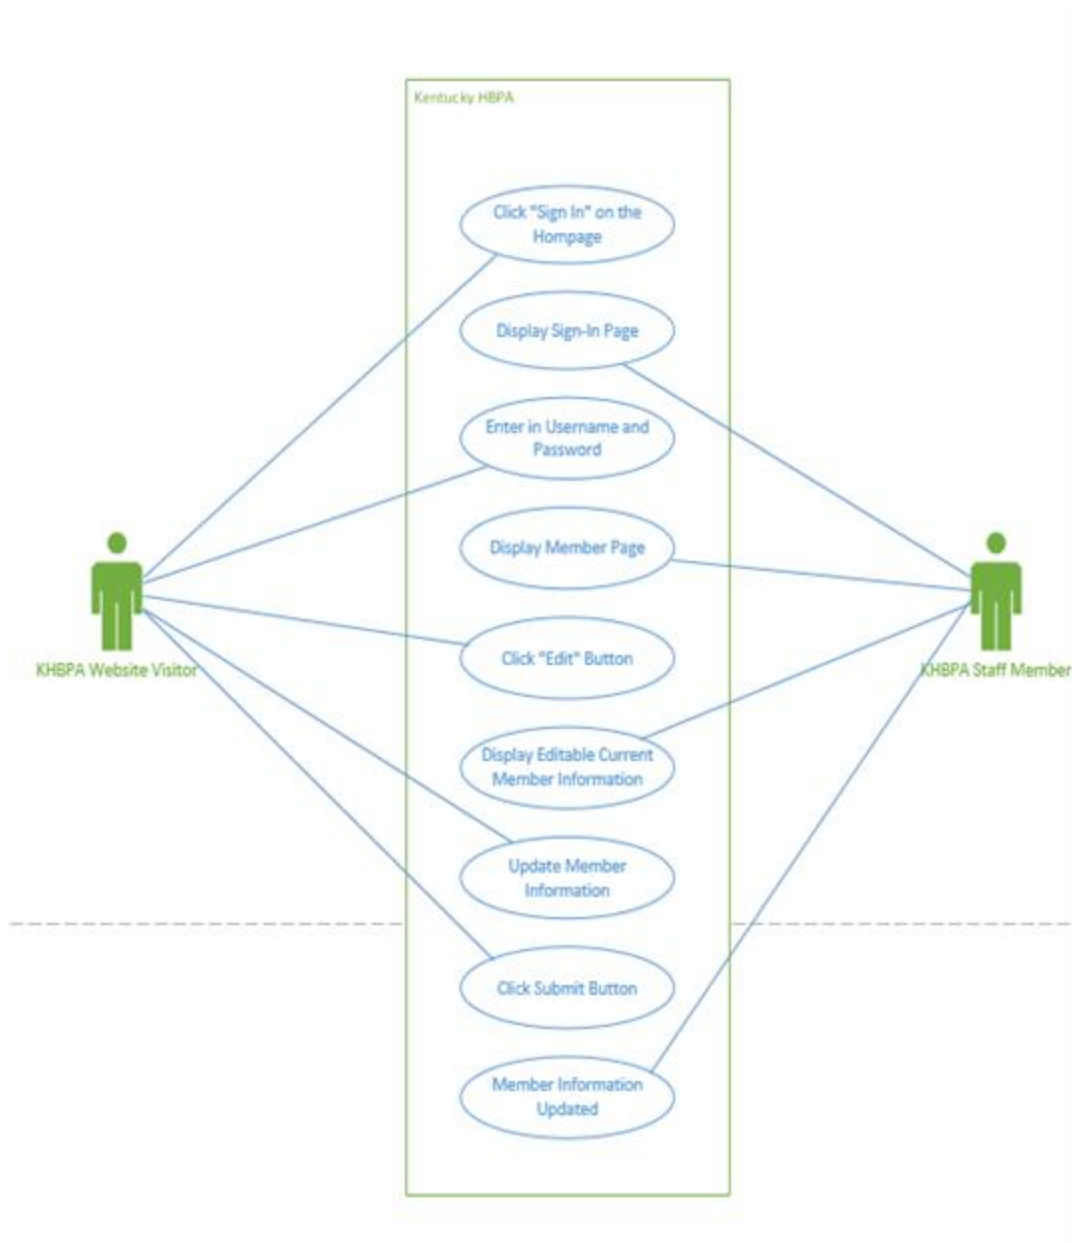 Kentucky HBPA
Click "Sign In" on the
Hompage
Display Sign-In Page
Enter in Username and
Password
Display Member Page
Click "Edit" Button
KHBPA Website Visitor
KHBPA Staff Member
Display Editable Current
Member Information
Update Member
Information
Click Submit Button
Member Information
Updated